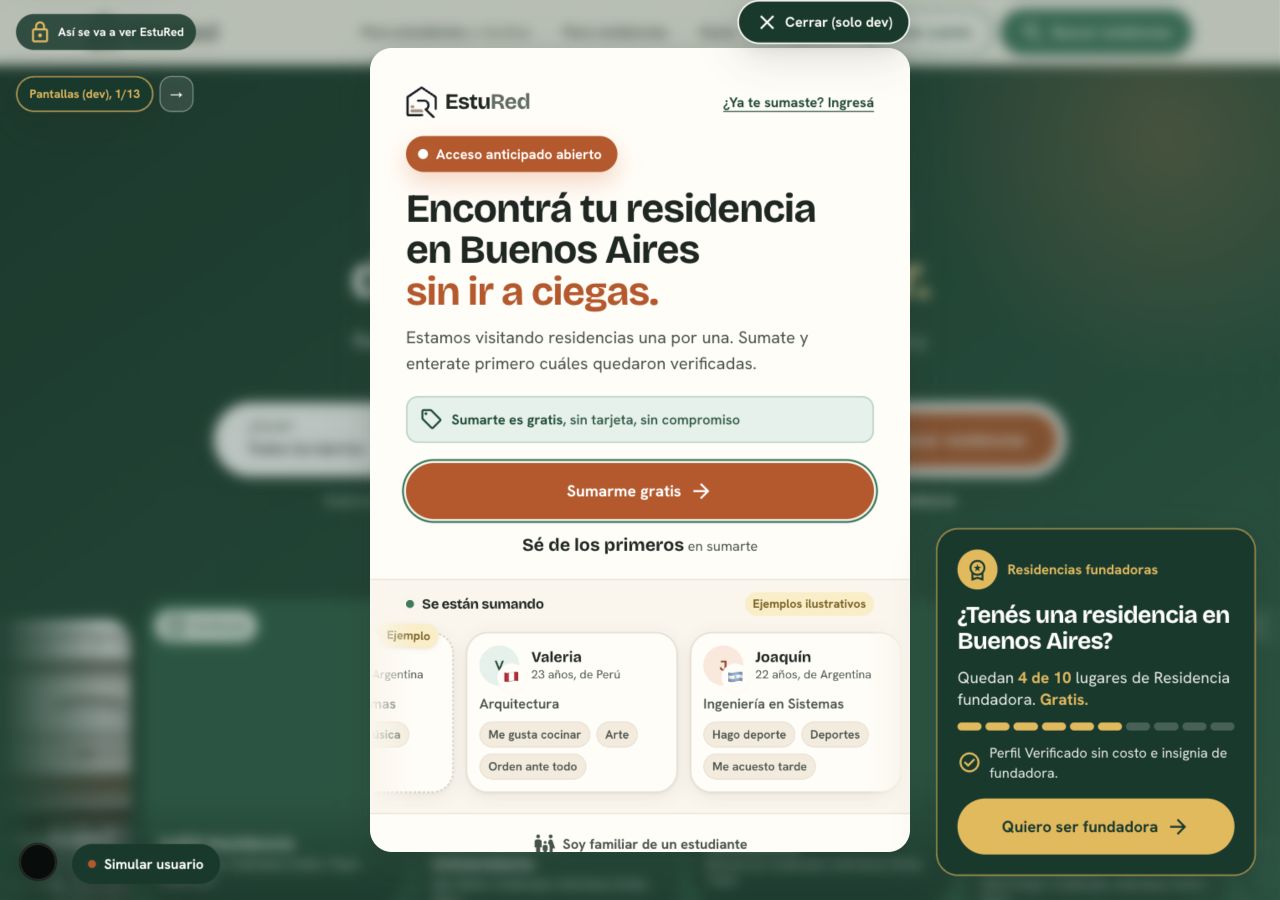 Así se va a ver EstuRed
Cerrar (solo dev)
Pantallas (dev), 1/13
→
EstuRed
¿Ya te sumaste? Ingresá
Acceso anticipado abierto
Encontrá tu residencia
en Buenos Aires
sin ir a ciegas.
Estamos visitando residencias una por una. Sumate y
enterate primero cuáles quedaron verificadas.
Sumarte es gratis, sin tarjeta, sin compromiso
Sumarme gratis →
Sé de los primeros en sumarte
Se están sumando
Ejemplos ilustrativos
Ejemplo
Argentina
V
Valeria
23 años, de Perú
Arquitectura
Me gusta cocinar
Arte
Orden ante todo
J
Joaquín
22 años, de Argentina
Ingeniería en Sistemas
Hago deporte
Deportes
Me acuesto tarde
Soy familiar de un estudiante
Residencias fundadoras
¿Tenés una residencia en
Buenos Aires?
Quedan 4 de 10 lugares de Residencia
fundadora. Gratis.
Perfil Verificado sin costo e insignia de
fundadora.
Quiero ser fundadora →
Simular usuario